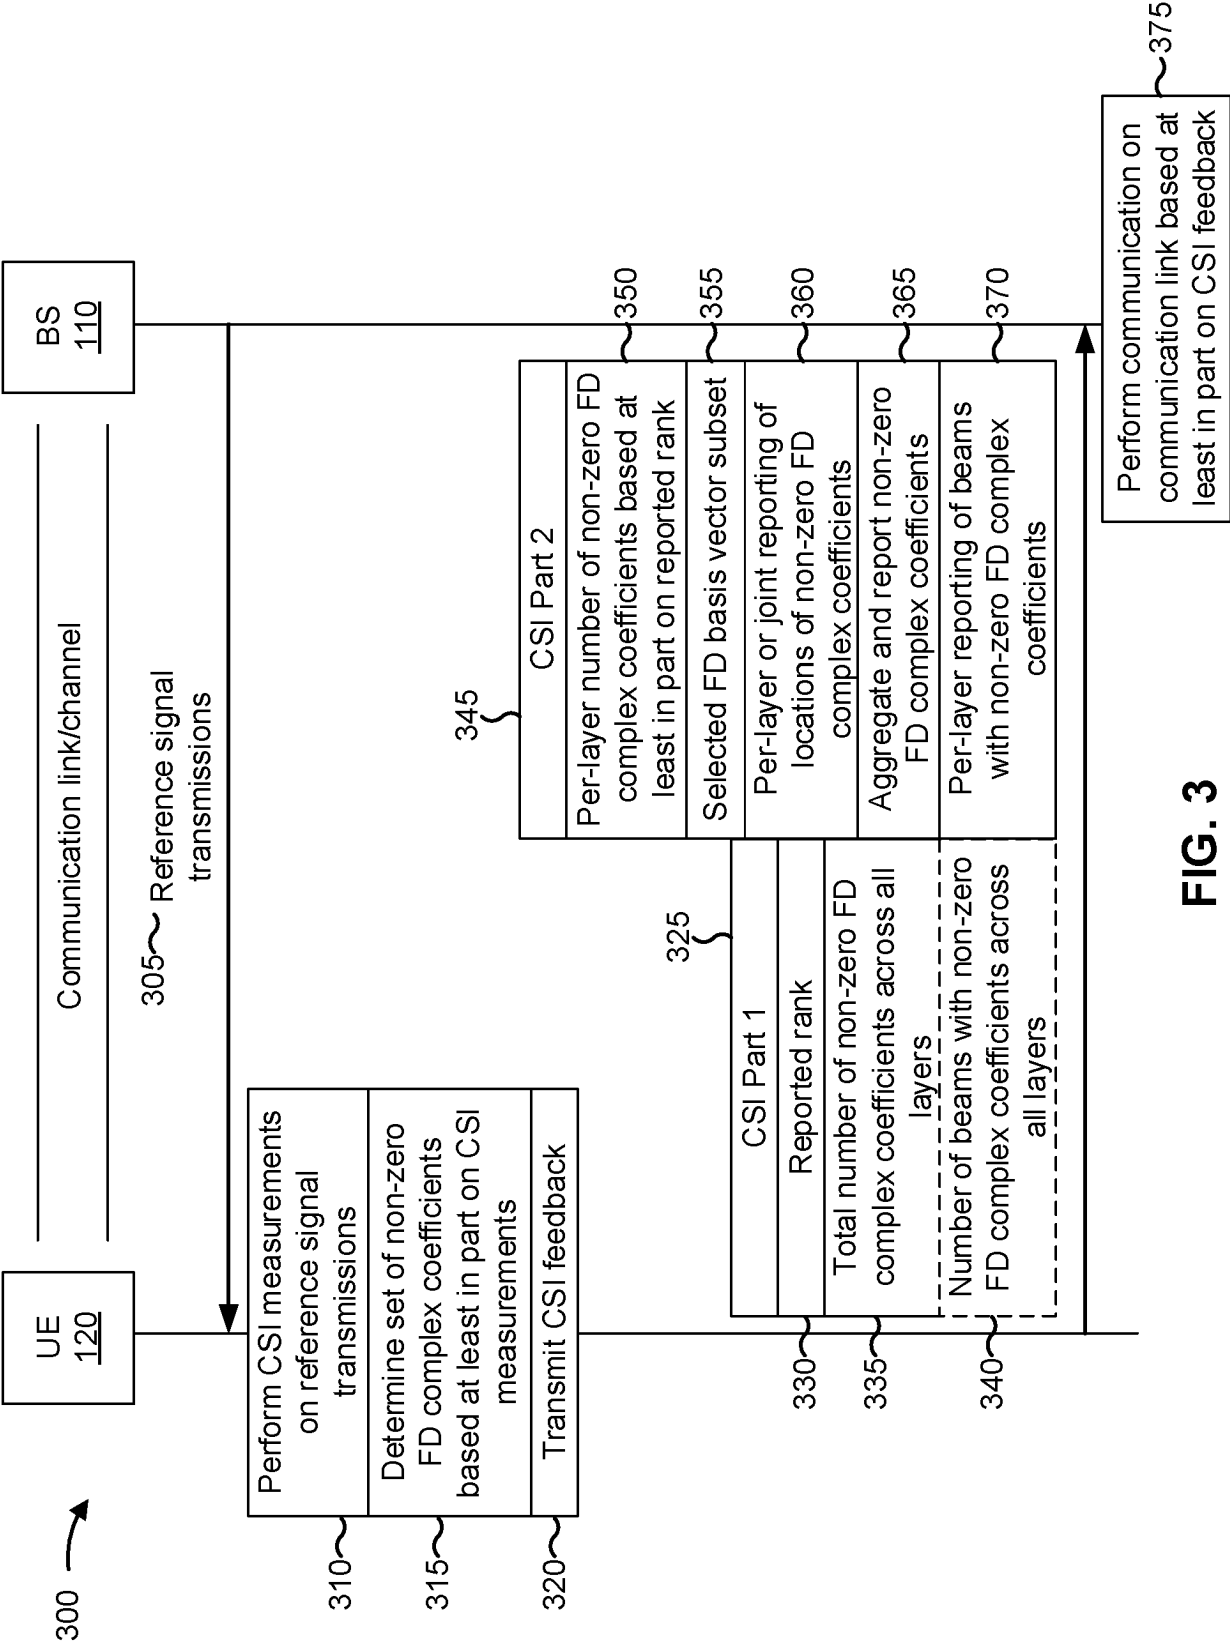 300
UE
120
Communication link/channel
BS
110
305
Reference signal
transmissions
310
Perform CSI measurements
on reference signal
transmissions
315
Determine set of non-zero
FD complex coefficients
based at least in part on CSI
measurements
320
Transmit CSI feedback
325
CSI Part 1
330
Reported rank
335
Total number of non-zero FD
complex coefficients across all
layers
340
Number of beams with non-zero
FD complex coefficients across
all layers
345
CSI Part 2
Per-layer number of non-zero FD
complex coefficients based at
least in part on reported rank
350
Selected FD basis vector subset
355
Per-layer or joint reporting of
locations of non-zero FD
complex coefficients
360
Aggregate and report non-zero
FD complex coefficients
365
Per-layer reporting of beams
with non-zero FD complex
coefficients
370
Perform communication on
communication link based at
least in part on CSI feedback
375
FIG. 3